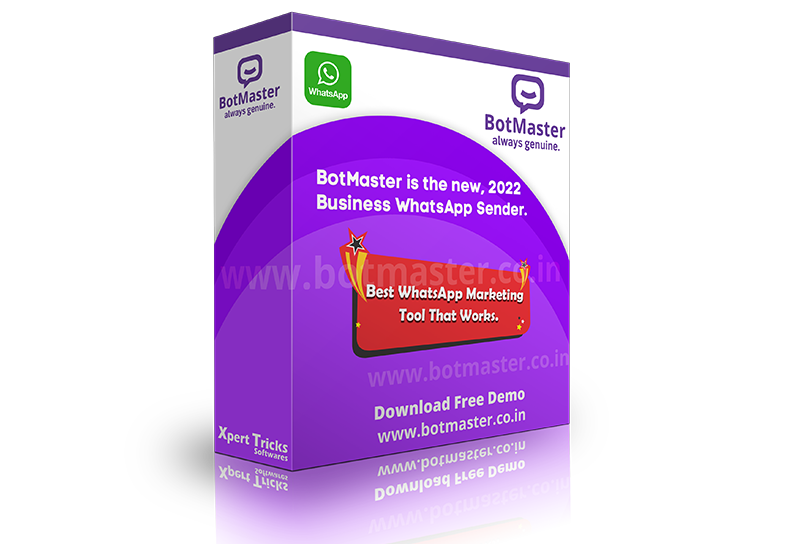 BotMaster
always genuine.
WhatsApp
BotMaster
always genuine.
BotMaster is the new, 2022
Business WhatsApp Sender.
www.botmaster.co.in
Best WhatsApp Marketing
Tool That Works.
www.botmaster.co.in
Download Free Demo
www.botmaster.co.in
Xpert Tricks
Softwares